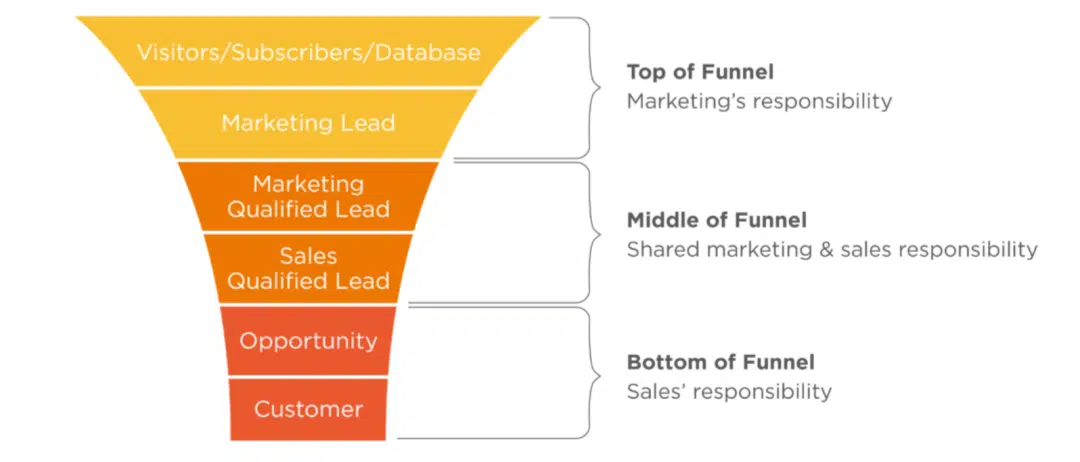 Visitors/Subscribers/Database
Marketing Lead
Marketing
Qualified Lead
Sales
Qualified Lead
Opportunity
Customer
Top of Funnel
Marketing’s responsibility
Middle of Funnel
Shared marketing & sales responsibility
Bottom of Funnel
Sales’ responsibility